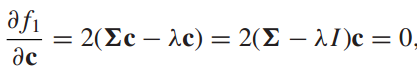 ∂f₁/∂c = 2(Σc − λc) = 2(Σ − λI)c = 0,